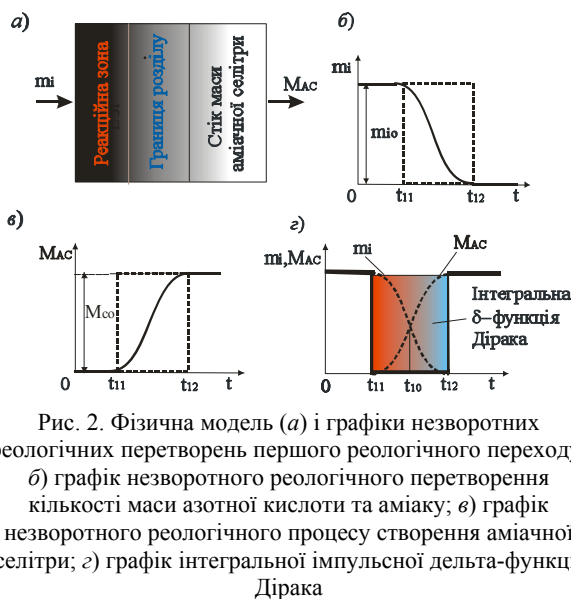 а)
mi
Реакційна зона
Границя розділу
Стік маси
аміачної селітри
MAC
б)
mi
mio
0
t11
t12
t
в)
MAC
Mco
0
t11
t12
t
г)
mi,MAC
mi
MAC
Інтегральна
δ–функція
Дірака
0
t11
t10
t12
t
Рис. 2. Фізична модель (а) і графіки незворотних
реологічних перетворень першого реологічного переходу
б) графік незворотного реологічного перетворення
кількості маси азотної кислоти та аміаку; в) графік
незворотного реологічного процесу створення аміачної
селітри; г) графік інтегральної імпульсної дельта-функці
Дірака